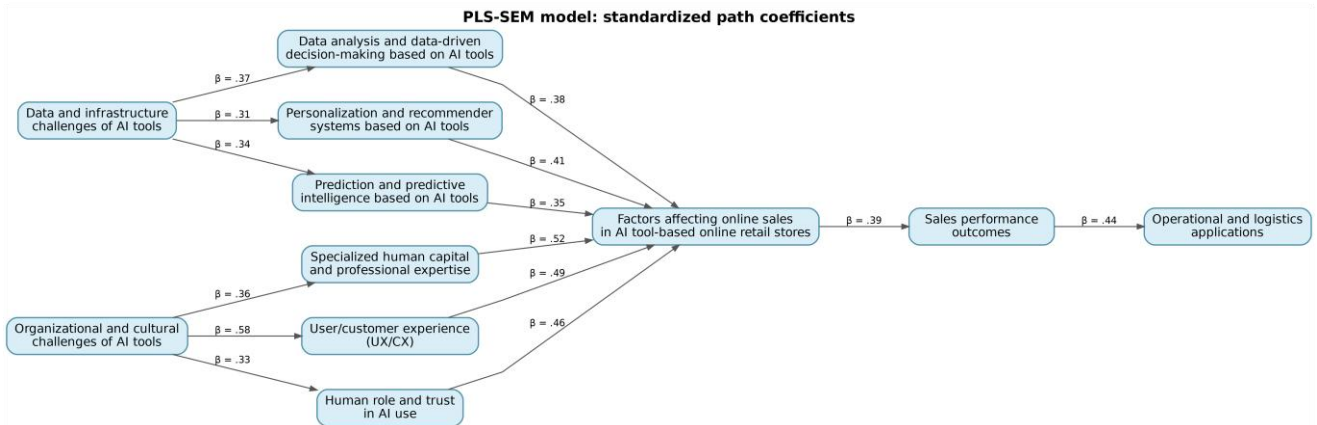 PLS-SEM model: standardized path coefficients
Data analysis and data-driven
decision-making based on AI tools
β = .37
β = .38
Data and infrastructure
challenges of AI tools
β = .31
Personalization and recommender
systems based on AI tools
β = .34
β = .41
Prediction and predictive
intelligence based on AI tools
β = .35
Factors affecting online sales
in AI tool-based online retail stores
β = .39
Sales performance
outcomes
β = .44
Operational and logistics
applications
β = .52
Specialized human capital
and professional expertise
β = .49
β = .36
Organizational and cultural
challenges of AI tools
β = .58
User/customer experience
(UX/CX)
β = .46
β = .33
Human role and trust
in AI use